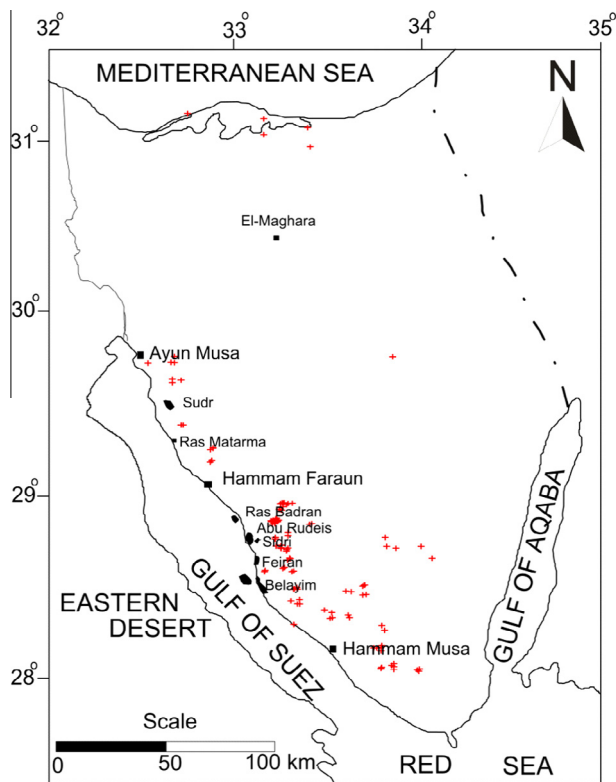 32° 33° 34° 35°
MEDITERRANEAN SEA
N
31°
El-Maghara
30°
Ayun Musa
Sudr
Ras Matarma
Hammam Faraun
29°
Ras Badran
Abu Rudeis
Sidri
Feiran
Belayim
GULF OF AQABA
GULF OF SUEZ
EASTERN
DESERT
Hammam Musa
28°
Scale
0 50 100 km
RED SEA